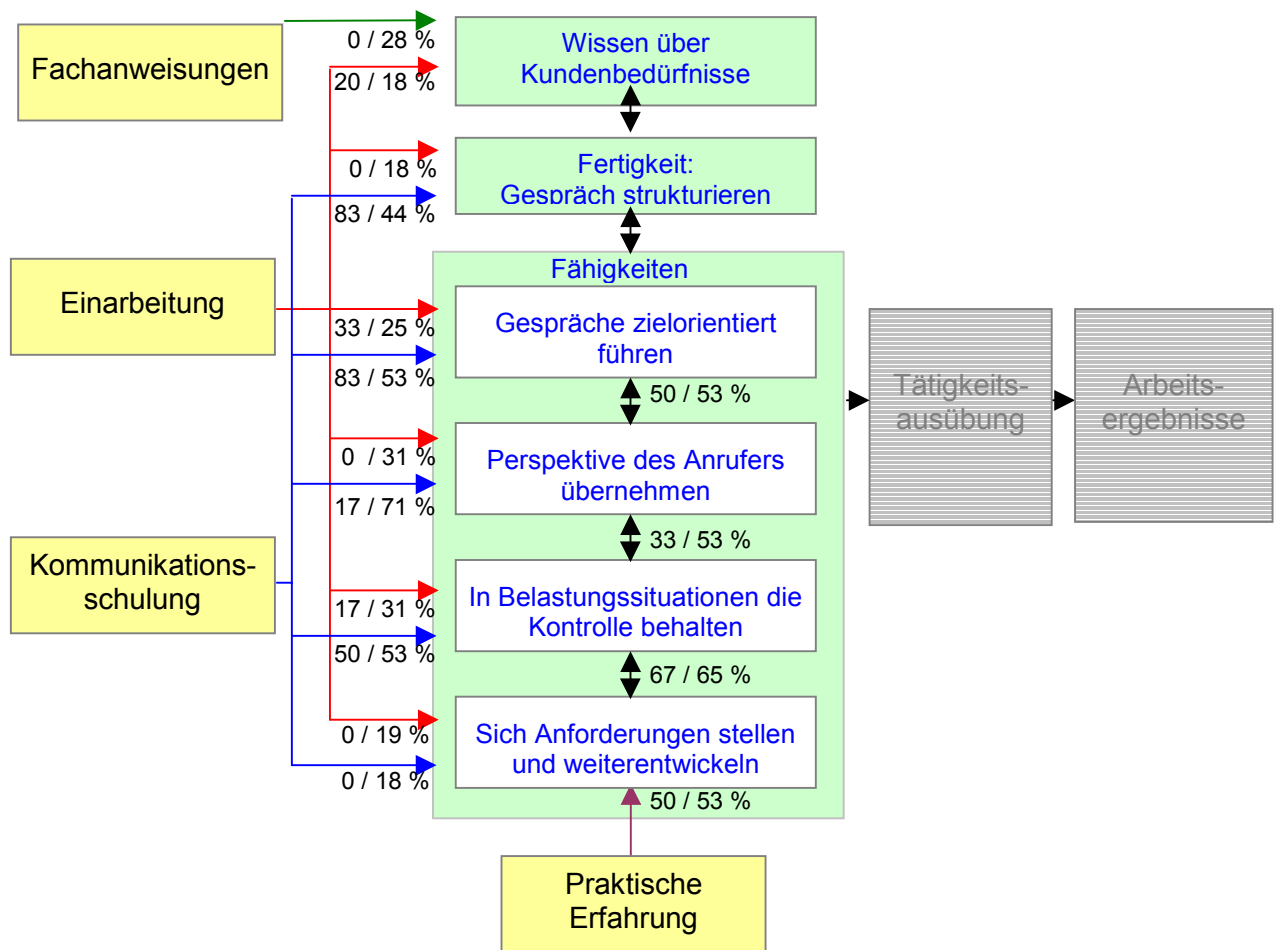 Fachanweisungen
0 / 28 %
20 / 18 %
Wissen über
Kundenbedürfnisse
0 / 18 %
83 / 44 %
Fertigkeit:
Gespräch strukturieren
Einarbeitung
Fähigkeiten
33 / 25 %
83 / 53 %
Gespräche zielorientiert
führen
50 / 53 %
Tätigkeits-
ausübung
Arbeits-
ergebnisse
0 / 31 %
17 / 71 %
Perspektive des Anrufers
übernehmen
33 / 53 %
Kommunikations-
schulung
17 / 31 %
50 / 53 %
In Belastungssituationen die
Kontrolle behalten
67 / 65 %
0 / 19 %
0 / 18 %
Sich Anforderungen stellen
und weiterentwickeln
50 / 53 %
Praktische
Erfahrung